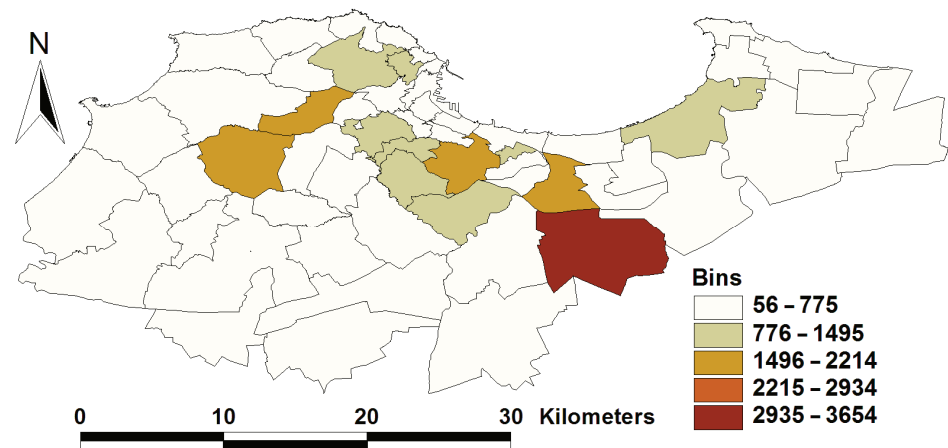 N
Bins
56 – 775
776 – 1495
1496 – 2214
2215 – 2934
2935 – 3654
0 10 20 30 Kilometers